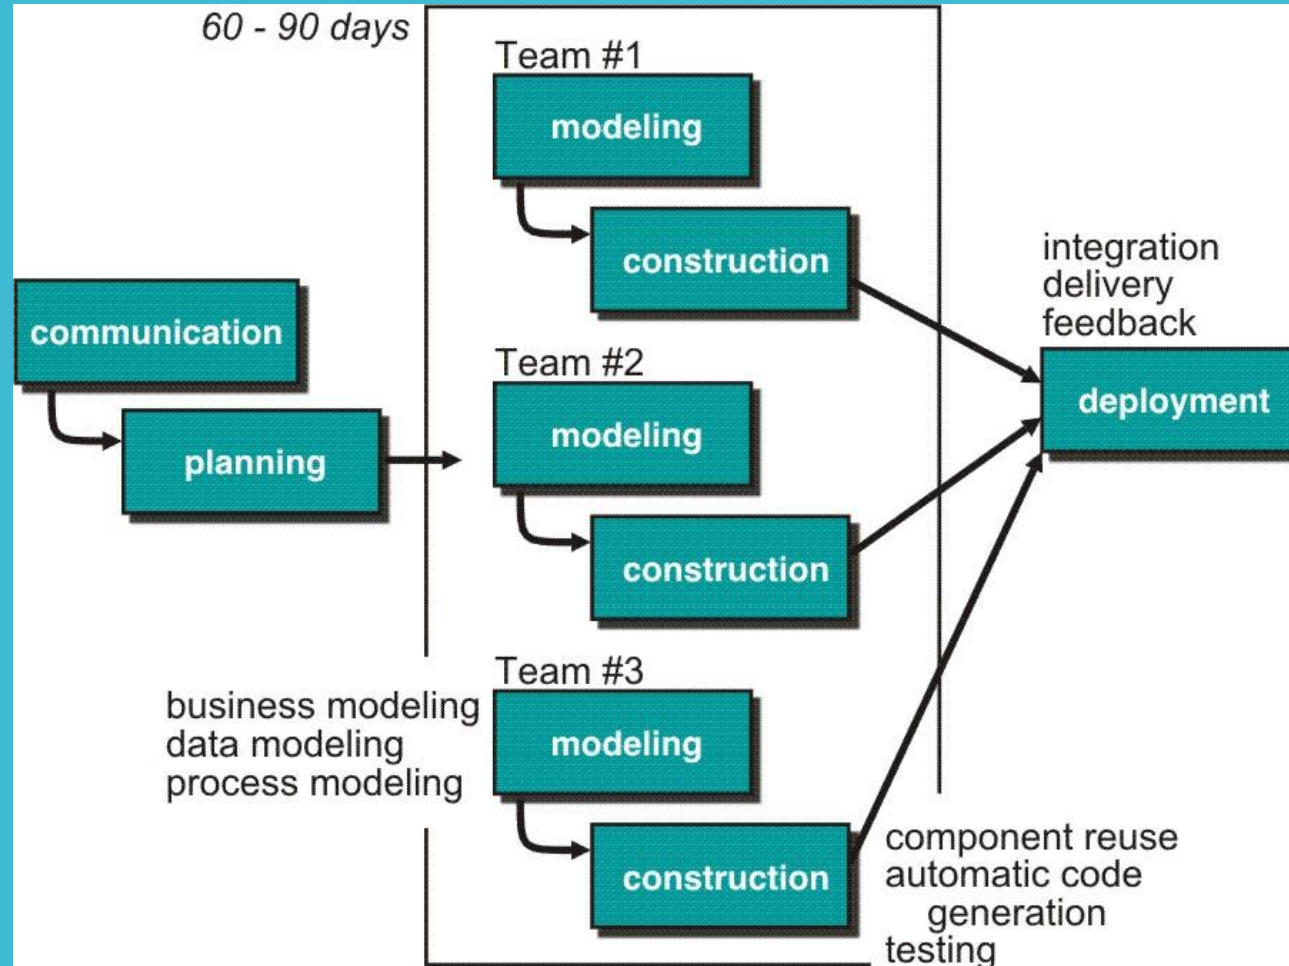 60 - 90 days
Team #1
modeling
construction
communication
planning
Team #2
modeling
construction
Team #3
business modeling
data modeling
process modeling
modeling
construction
component reuse
automatic code
generation
testing
integration
delivery
feedback
deployment